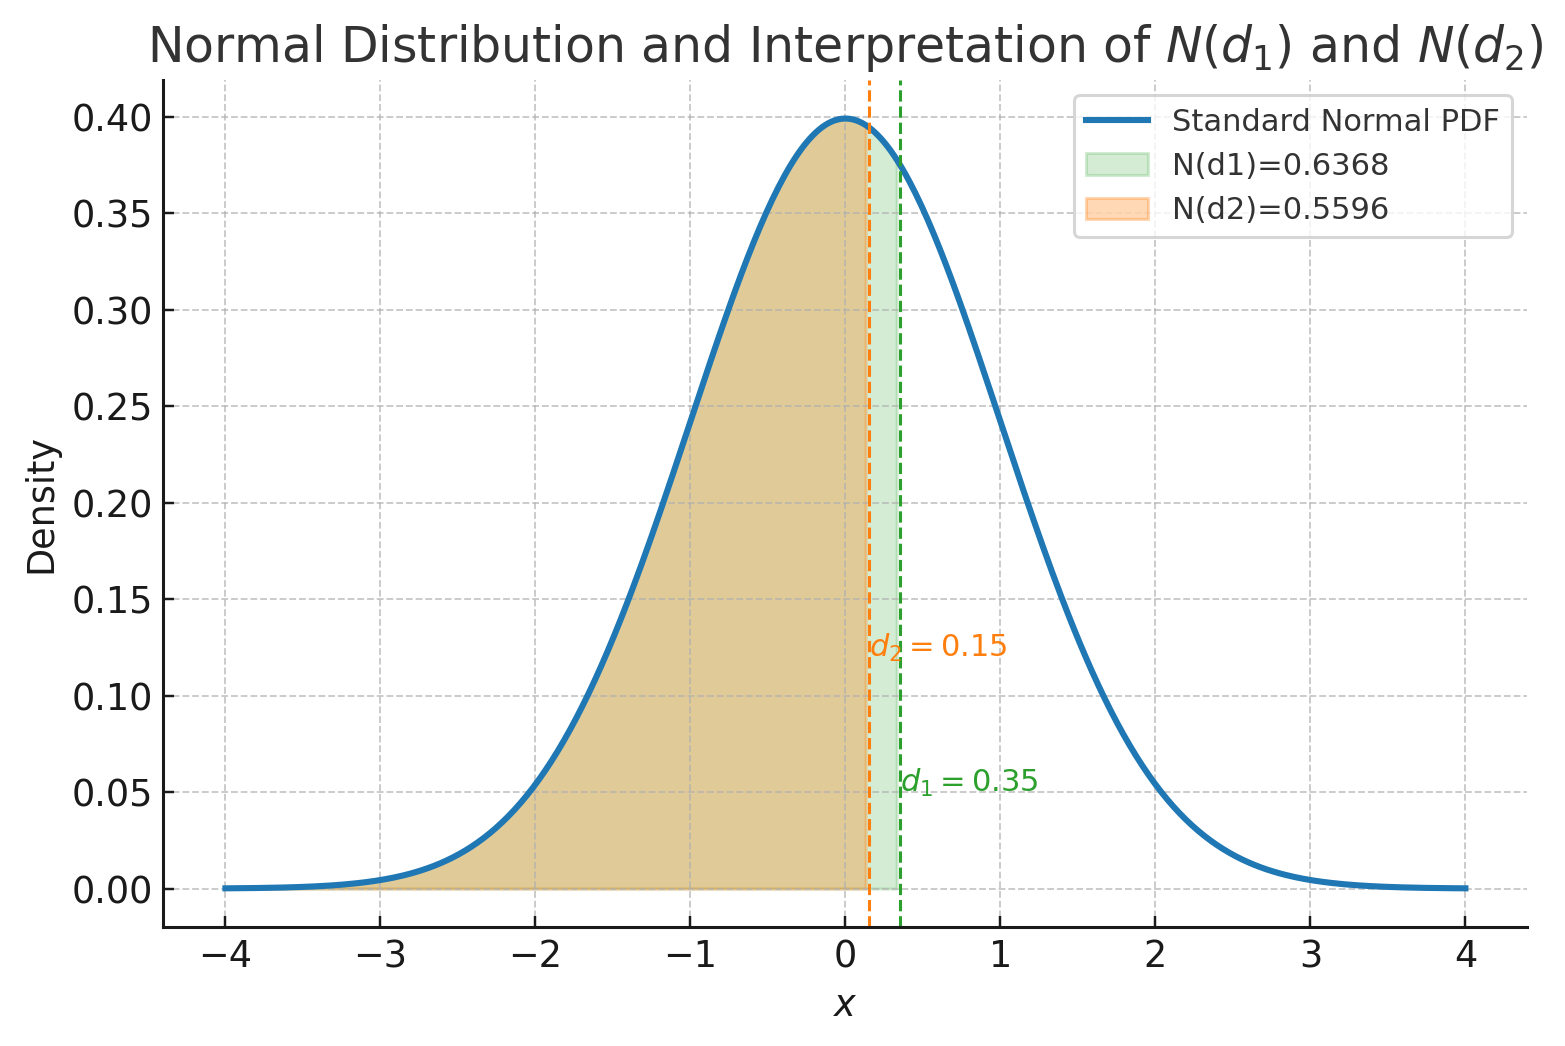 Normal Distribution and Interpretation of N(d₁) and N(d₂)
Standard Normal PDF
N(d1)=0.6368
N(d2)=0.5596
0.40
0.35
0.30
0.25
0.20
0.15
0.10
0.05
0.00
Density
d₂ = 0.15
d₁ = 0.35
−4 −3 −2 −1 0 1 2 3 4
x